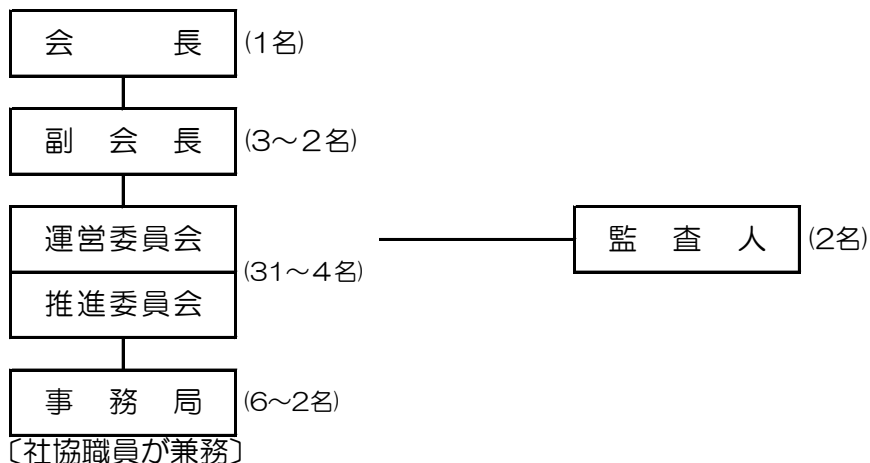 会長 (1名)
副会長 (3～２名)
運営委員会
(31～４名)
推進委員会
監査人 (2名)
事務局 (6～2名)
〔社協職員が兼務〕